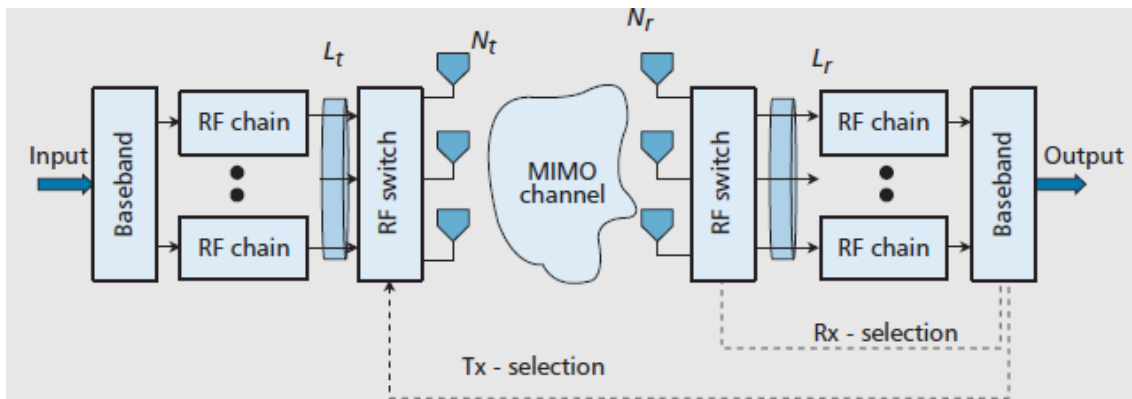 N_t
N_r
L_t
L_r
RF chain
RF chain
Input
Baseband
RF switch
MIMO
channel
RF switch
Baseband
Output
RF chain
RF chain
Rx - selection
Tx - selection